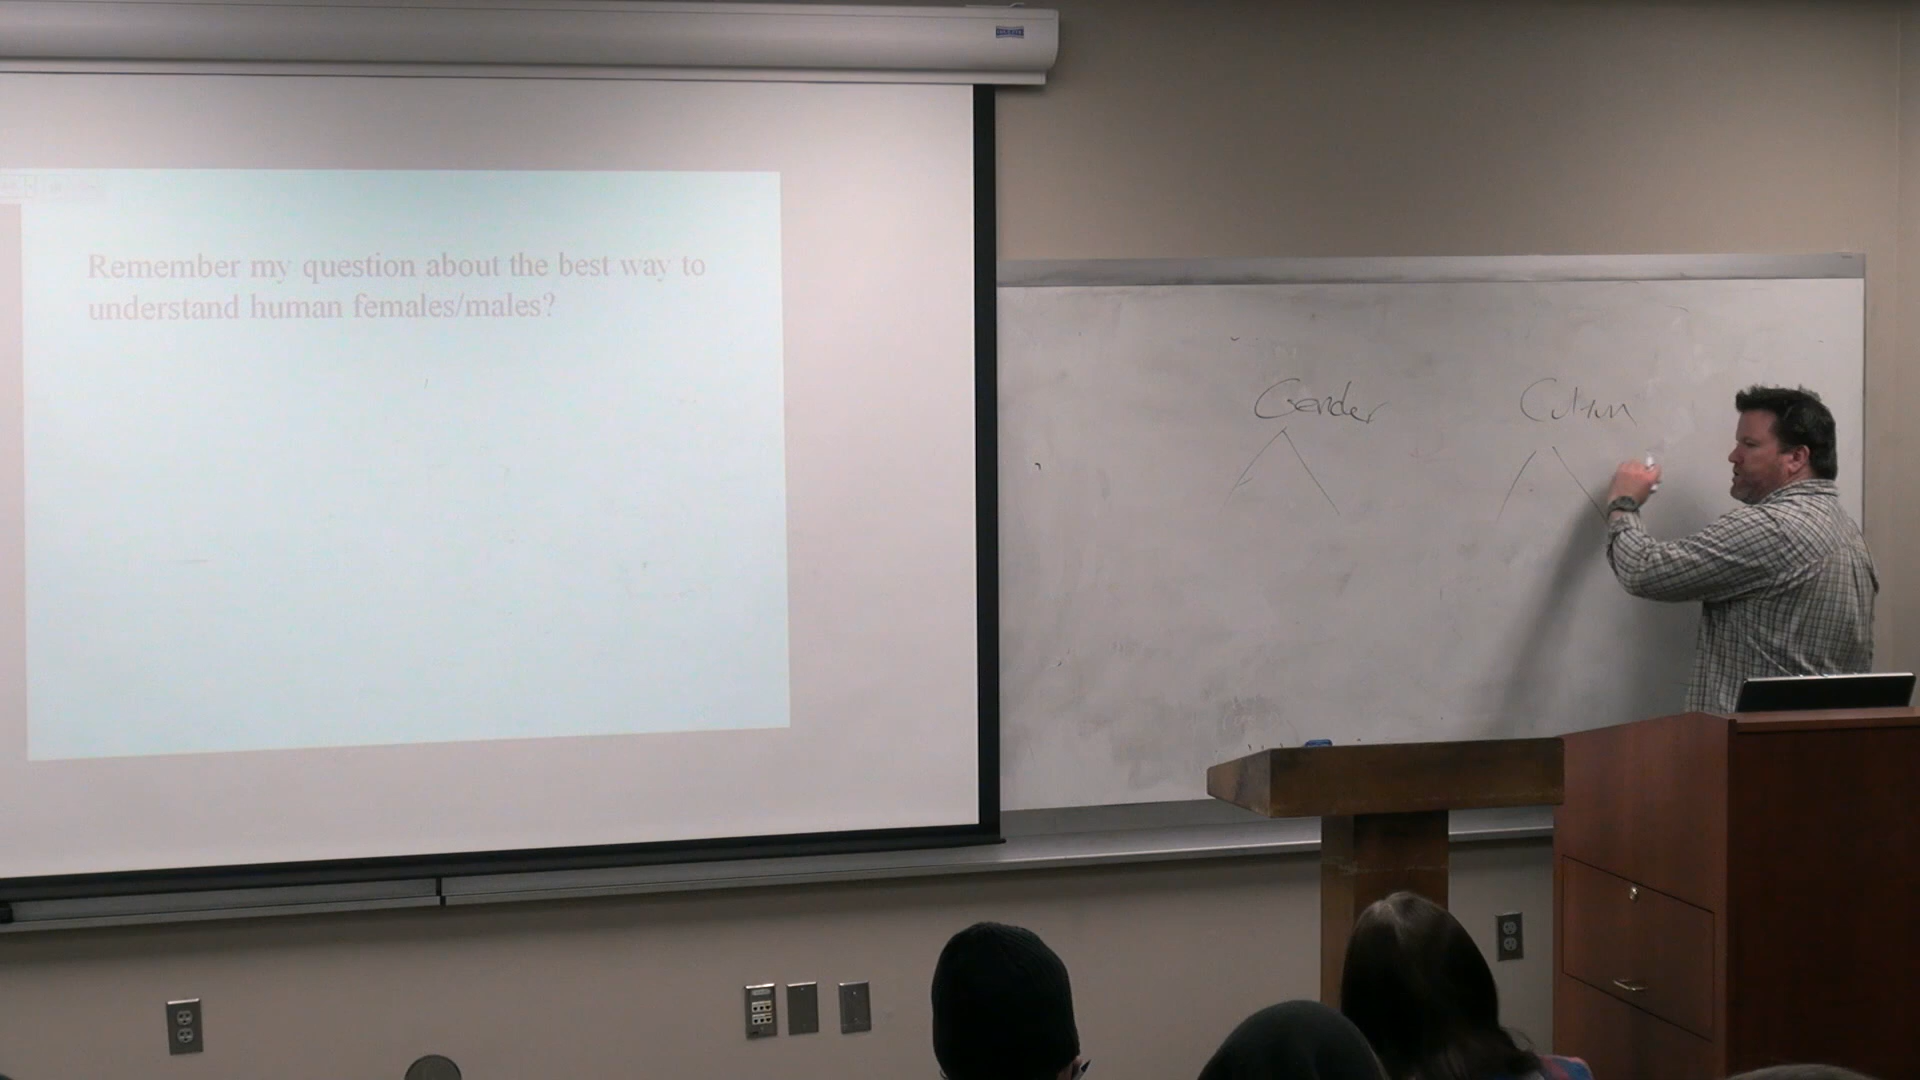 Remember my question about the best way to
understand human females/males?
Gender
Culture